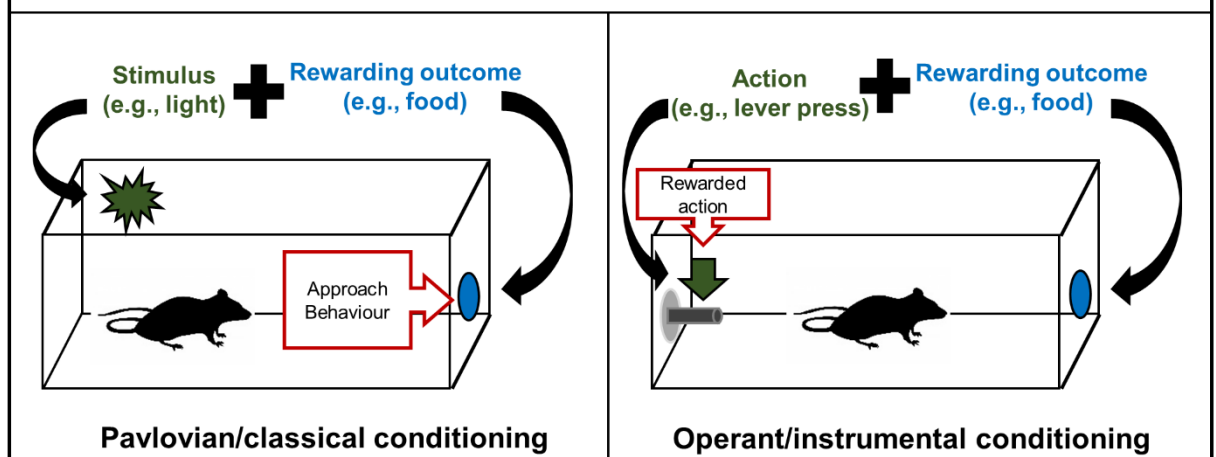 Stimulus
(e.g., light)
Rewarding outcome
(e.g., food)
Approach
Behaviour
Pavlovian/classical conditioning
Action
(e.g., lever press)
Rewarding outcome
(e.g., food)
Rewarded
action
Operant/instrumental conditioning